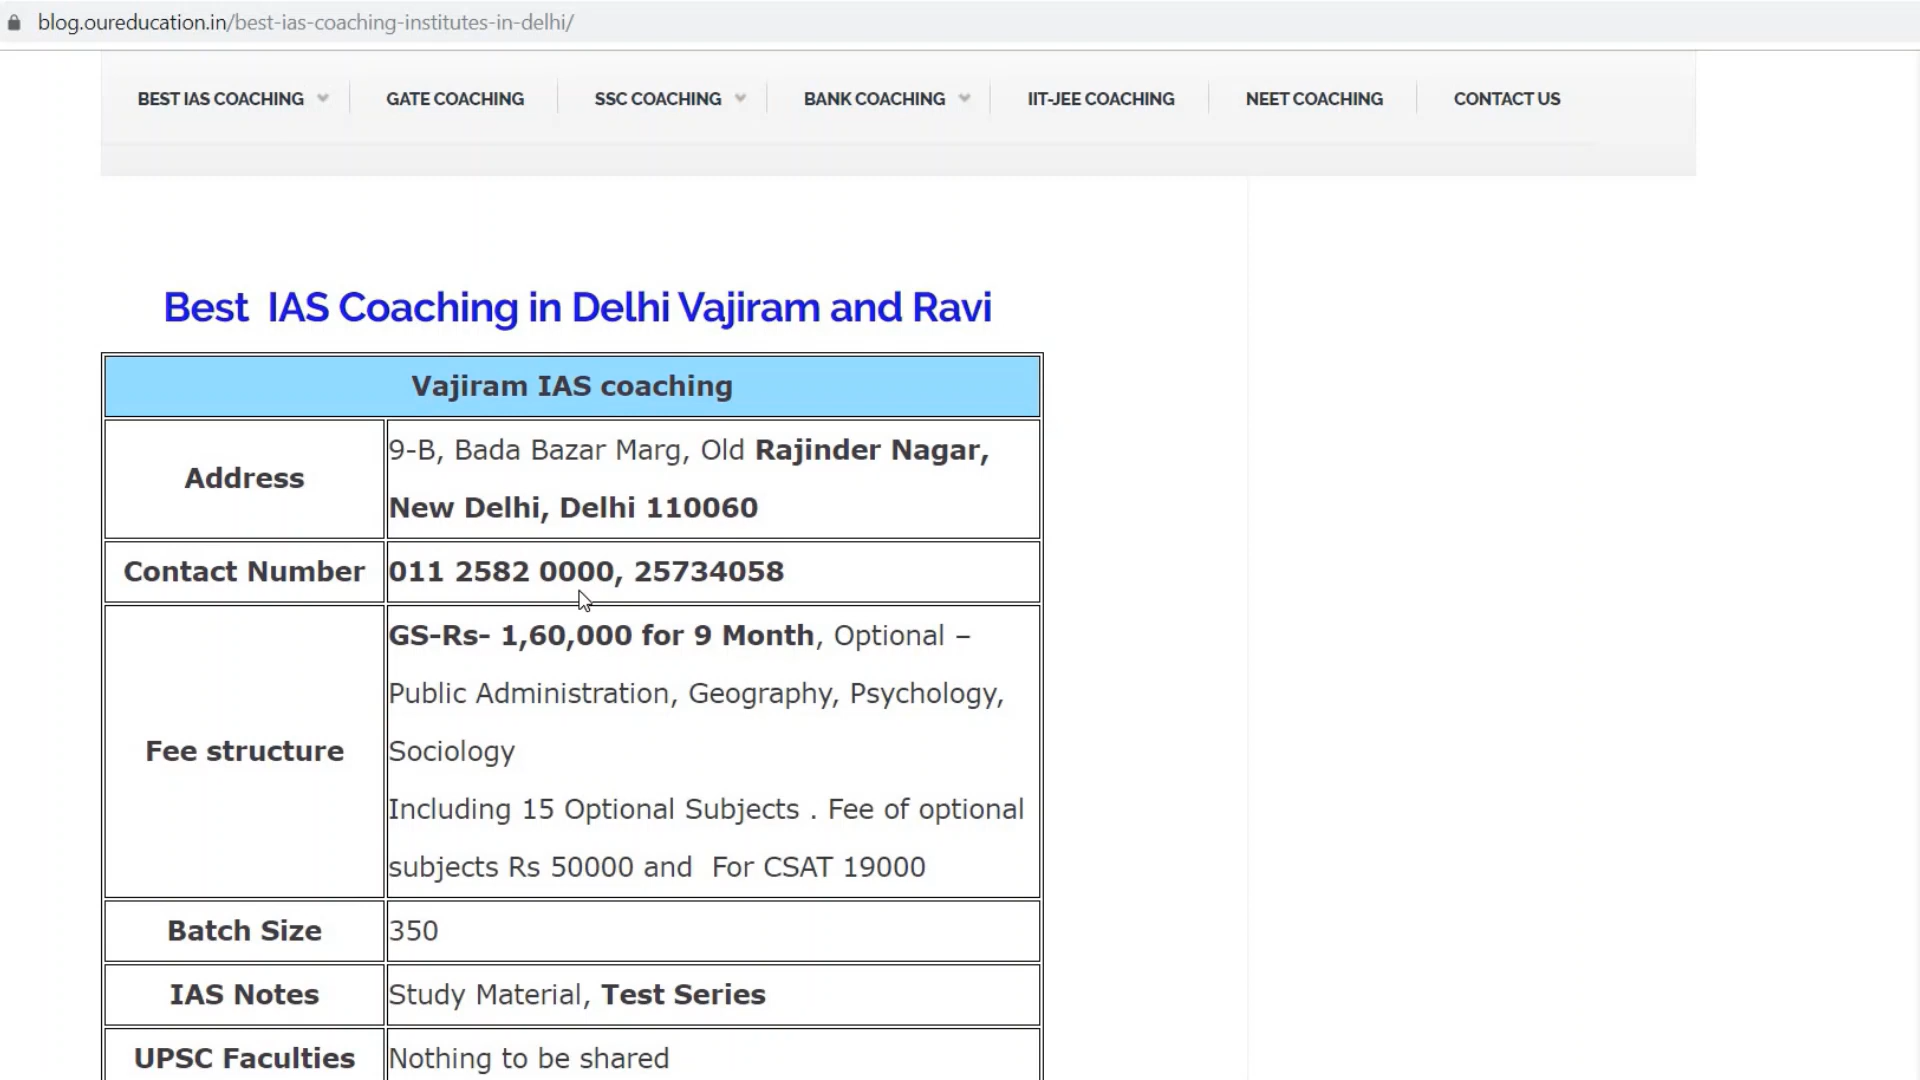 blog.oureducation.in/best-ias-coaching-institutes-in-delhi/
BEST IAS COACHING GATE COACHING SSC COACHING BANK COACHING IIT-JEE COACHING NEET COACHING CONTACT US
Best IAS Coaching in Delhi Vajiram and Ravi
Vajiram IAS coaching
Address
9-B, Bada Bazar Marg, Old Rajinder Nagar,
New Delhi, Delhi 110060
Contact Number
011 2582 0000, 25734058
Fee structure
GS-Rs- 1,60,000 for 9 Month, Optional –
Public Administration, Geography, Psychology,
Sociology
Including 15 Optional Subjects . Fee of optional
subjects Rs 50000 and For CSAT 19000
Batch Size
350
IAS Notes
Study Material, Test Series
UPSC Faculties
Nothing to be shared